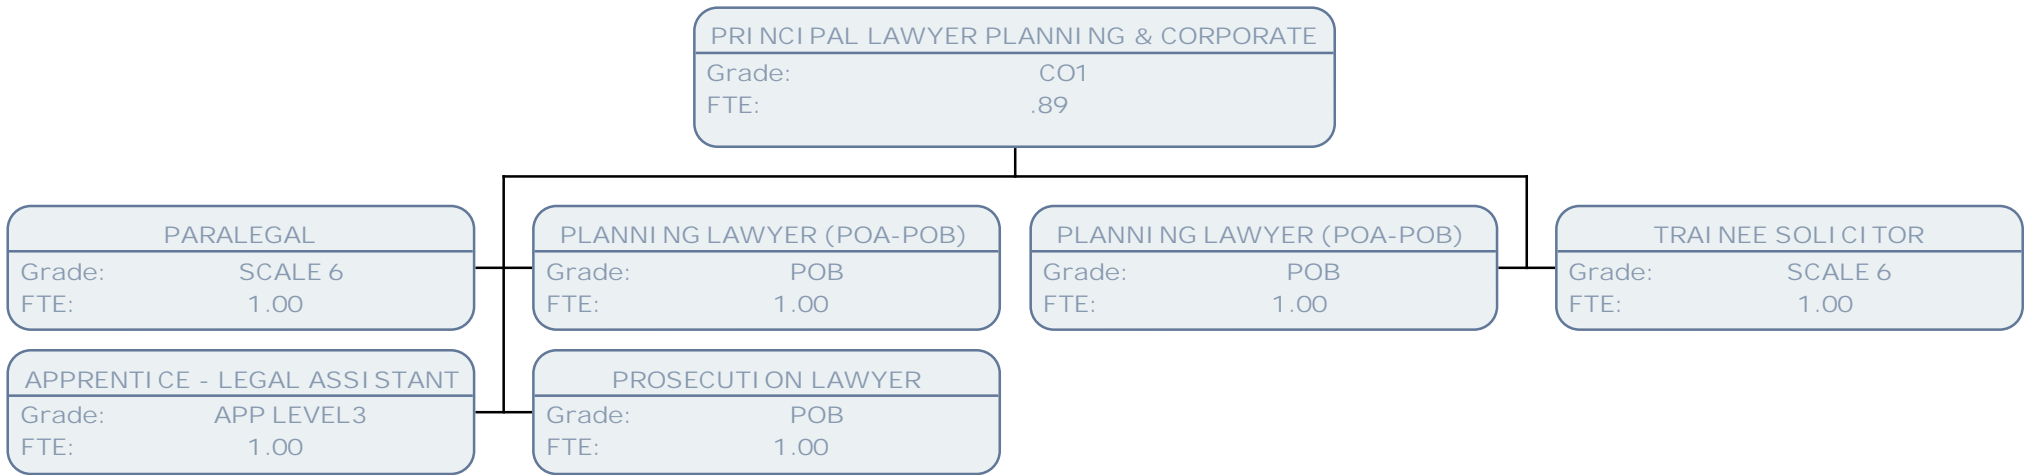 PRINCIPAL LAWYER PLANNING & CORPORATE
Grade: CO1
FTE: .89
PARALEGAL
Grade: SCALE 6
FTE: 1.00
PLANNING LAWYER (POA-POB)
Grade: POB
FTE: 1.00
PLANNING LAWYER (POA-POB)
Grade: POB
FTE: 1.00
TRAINEE SOLICITOR
Grade: SCALE 6
FTE: 1.00
APPRENTICE - LEGAL ASSISTANT
Grade: APP LEVEL3
FTE: 1.00
PROSECUTION LAWYER
Grade: POB
FTE: 1.00